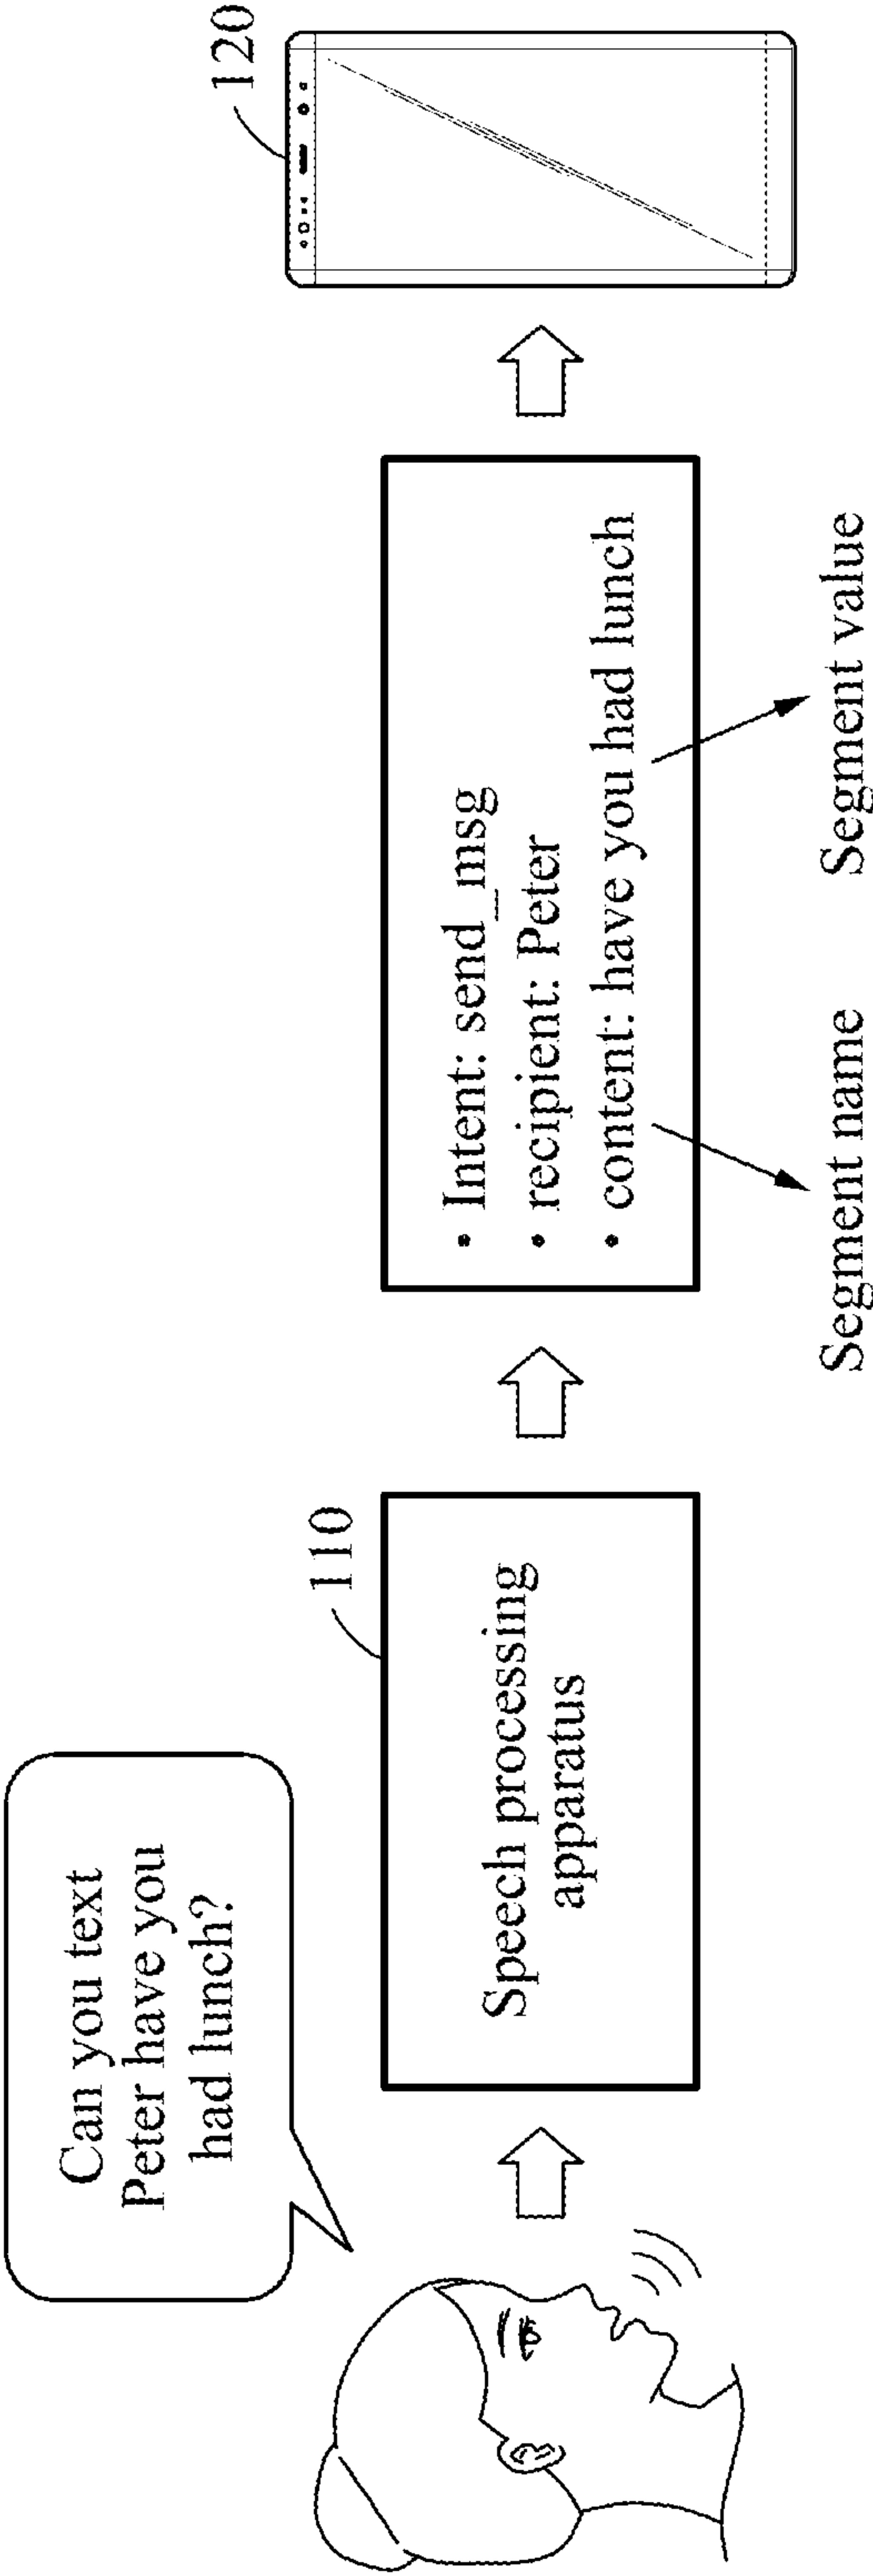 Can you text
Peter have you
had lunch?
110
Speech processing
apparatus
• Intent: send_msg
• recipient: Peter
• content: have you had lunch
Segment name
Segment value
120